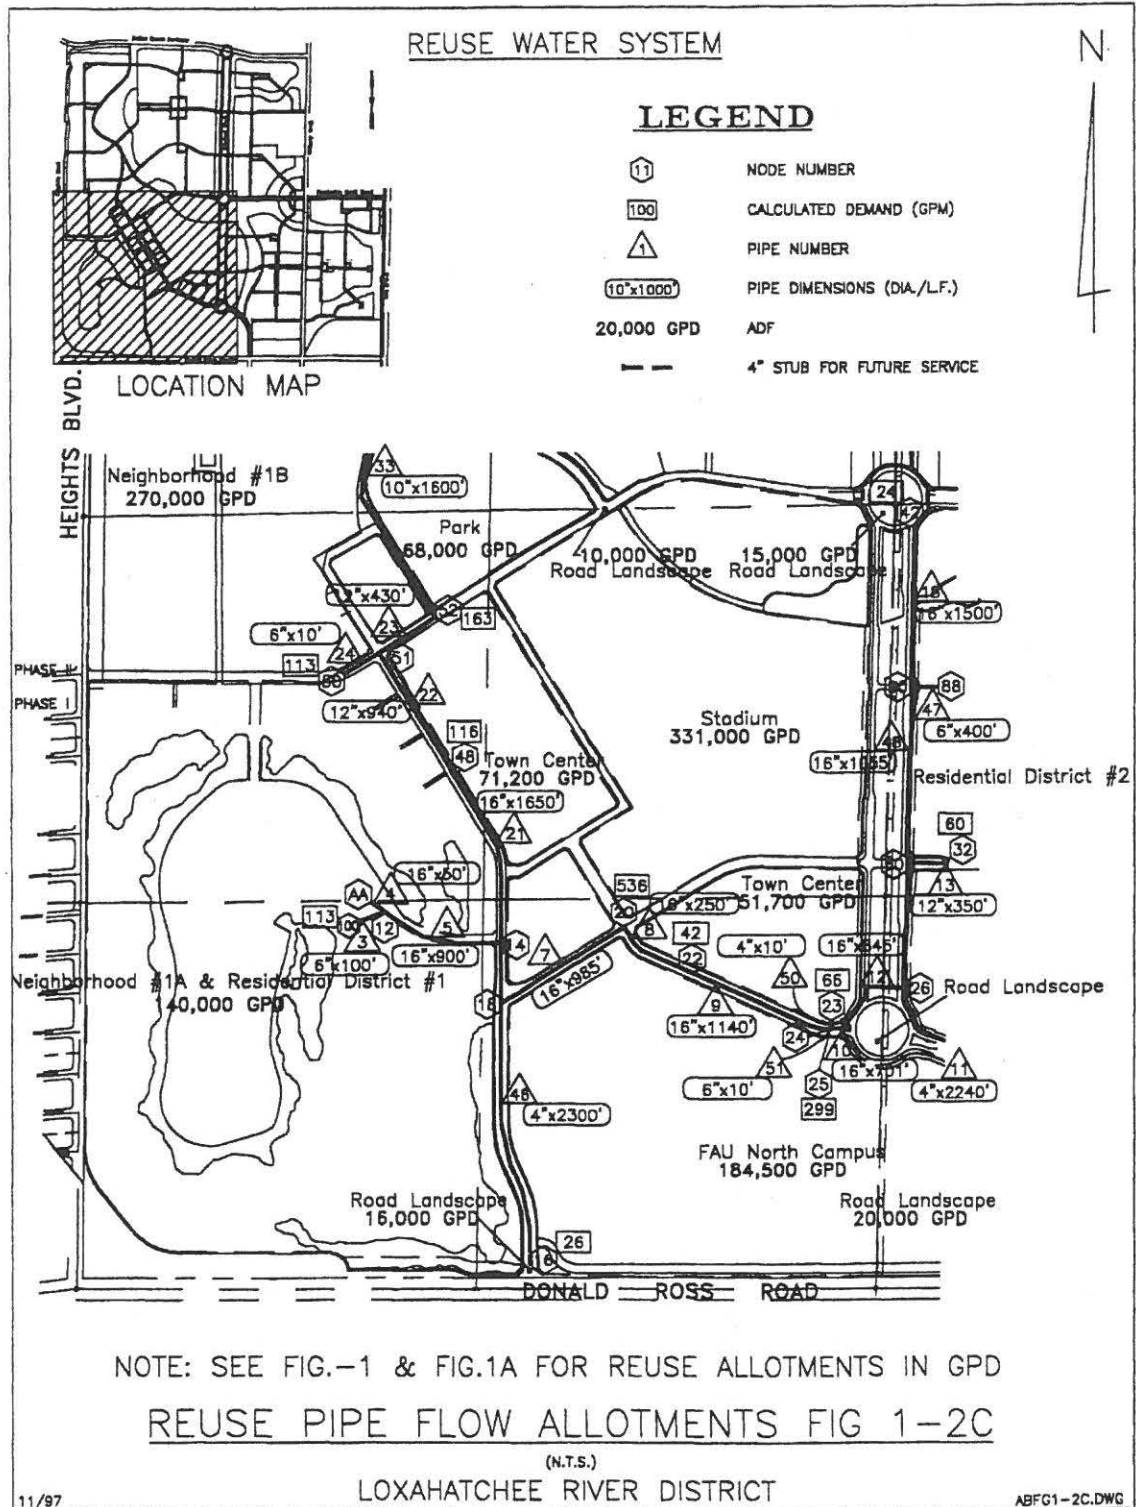 REUSE WATER SYSTEM
N
LEGEND
11 NODE NUMBER
100 CALCULATED DEMAND (GPM)
1 PIPE NUMBER
10"x1000' PIPE DIMENSIONS (DIA./L.F.)
20,000 GPD ADF
4" STUB FOR FUTURE SERVICE
LOCATION MAP
HEIGHTS BLVD.
Neighborhood #1B
270,000 GPD
33
10"x1600'
24
47
Park
68,000 GPD
10,000 GPD
Road Landscape
15,000 GPD
Road Landscape
12"x430'
52
163
18
16"x1500'
23
6"x10'
24
113
51
PHASE II
PHASE I
22
12"x940'
88
47
6"x400'
Stadium
331,000 GPD
116
48
Town Center
71,200 GPD
16"x1650'
21
48
Residential District #2
60
32
13
12"x350'
16"x50'
AA
4
113
100
12
5
3
6"x100'
16"x900'
14
7
16"x985'
536
20
8
Town Center
51,700 GPD
42
22
4"x10'
50
66
23
12
26
Road Landscape
Neighborhood #1A & Residential District #1
140,000 GPD
18
9
16"x1140'
24
10
51
6"x10'
25
299
11
4"x2240'
46
4"x2300'
FAU North Campus
184,500 GPD
Road Landscape
16,000 GPD
Road Landscape
20,000 GPD
26
16
DONALD ROSS ROAD
NOTE: SEE FIG.-1 & FIG.1A FOR REUSE ALLOTMENTS IN GPD
REUSE PIPE FLOW ALLOTMENTS FIG 1-2C
(N.T.S.)
LOXAHATCHEE RIVER DISTRICT
11/97
ABFG1-2C.DWG